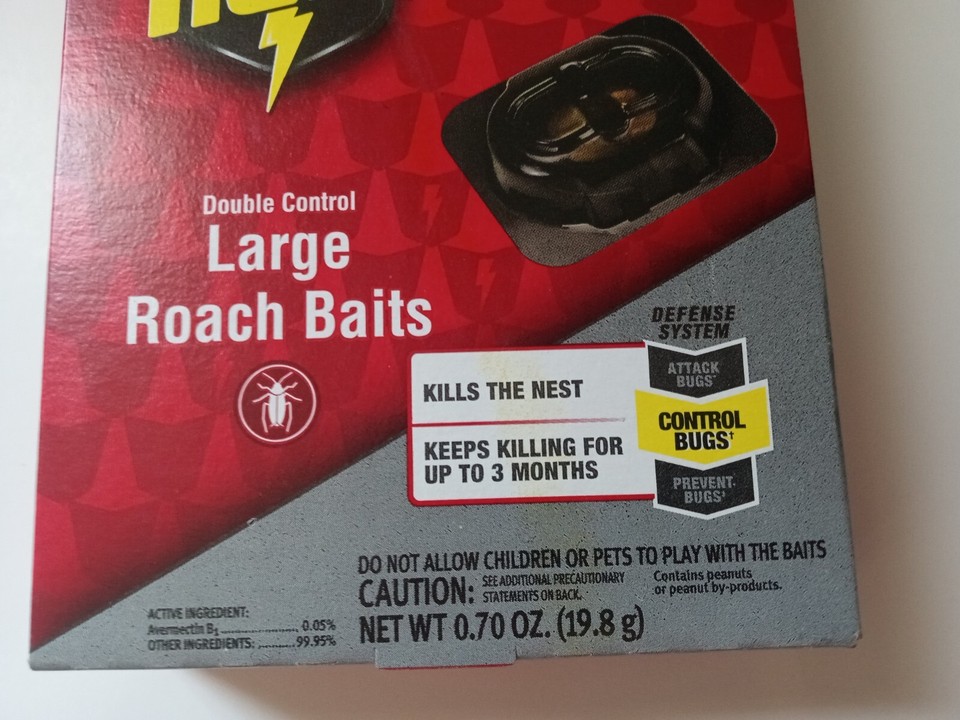 Double Control
Large
Roach Baits
DEFENSE
SYSTEM
ATTACK
BUGS*
KILLS THE NEST
CONTROL
BUGS†
KEEPS KILLING FOR
UP TO 3 MONTHS
PREVENT
BUGS‡
DO NOT ALLOW CHILDREN OR PETS TO PLAY WITH THE BAITS
CAUTION: SEE ADDITIONAL PRECAUTIONARY
STATEMENTS ON BACK.
Contains peanuts
or peanut by-products.
NET WT 0.70 OZ. (19.8 g)
ACTIVE INGREDIENT:
Avermectin B1 .................... 0.05%
OTHER INGREDIENTS: ......... 99.95%